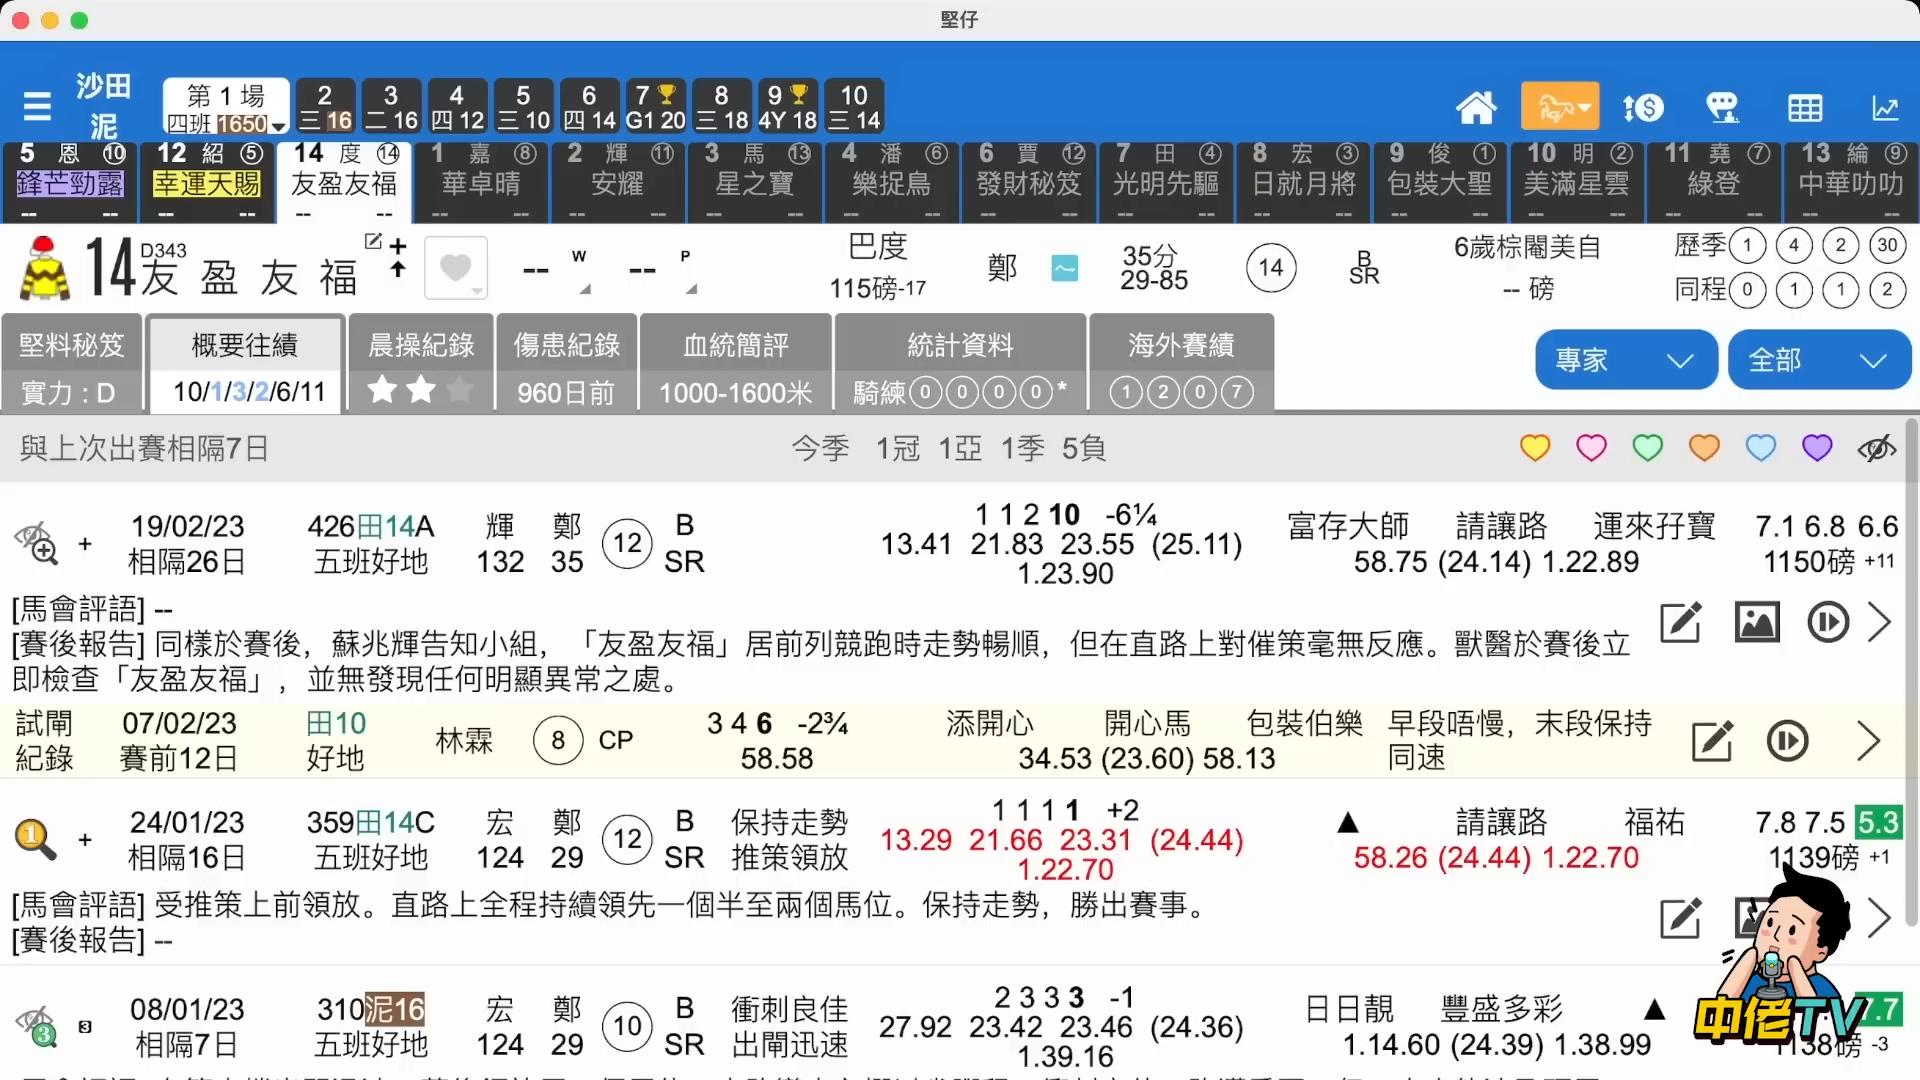 堅仔
沙田泥 第 1 場 四班 1650
2 三 16 3 二 16 4 四 12 5 三 10 6 四 14 7 G1 20 8 三 18 9 4Y 18 10 三 14
5 恩 10 鋒芒勁露 -- --
12 紹 5 幸運天賜 -- --
14 度 14 友盈友福 -- --
1 嘉 8 華卓晴 -- --
2 輝 11 安耀 -- --
3 馬 13 星之寶 -- --
4 潘 6 樂捉鳥 -- --
6 賈 12 發財秘笈 -- --
7 田 4 光明先驅 -- --
8 宏 3 日就月將 -- --
9 俊 1 包裝大聖 -- --
10 明 2 美滿星雲 -- --
11 堯 7 綠登 -- --
13 綸 9 中華叻叻 -- --
14 D343 友盈友福 -- W -- P 巴度 115磅-17 鄭 35分 29-85 14 B SR 6歲棕閹美自 -- 磅
歷季 1 4 2 30
同程 0 1 1 2
堅料秘笈 實力 : D
概要往績 10/1/3/2/6/11
晨操紀錄
傷患紀錄 960日前
血統簡評 1000-1600米
統計資料 騎練 0 0 0 0 *
海外賽績 1 2 0 7
專家 全部
與上次出賽相隔7日 今季 1冠 1亞 1季 5負
19/02/23 426田14A 輝 鄭 12 B 1 1 2 10 -6¼ 富存大師 請讓路 運來孖寶 7.1 6.8 6.6
相隔26日 五班好地 132 35 SR 13.41 21.83 23.55 (25.11) 58.75 (24.14) 1.22.89 1150磅 +11
1.23.90
[馬會評語] --
[賽後報告] 同樣於賽後，蘇兆輝告知小組，「友盈友福」居前列競跑時走勢暢順，但在直路上對催策毫無反應。獸醫於賽後立
即檢查「友盈友福」，並無發現任何明顯異常之處。
試閘 07/02/23 田10 林霖 8 CP 3 4 6 -2¾ 添開心 開心馬 包裝伯樂 早段唔慢，末段保持
紀錄 賽前12日 好地 58.58 34.53 (23.60) 58.13 同速
1 + 24/01/23 359田14C 宏 鄭 12 B 保持走勢 1 1 1 1 +2 ▲ 請讓路 福祐 7.8 7.5 5.3
相隔16日 五班好地 124 29 SR 推策領放 13.29 21.66 23.31 (24.44) 58.26 (24.44) 1.22.70 1139磅 +1
1.22.70
[馬會評語] 受推策上前領放。直路上全程持續領先一個半至兩個馬位。保持走勢，勝出賽事。
[賽後報告] --
3 3 08/01/23 310泥16 宏 鄭 10 B 衝刺良佳 2 3 3 3 -1 日日靚 豐盛多彩 ▲ 7.7
相隔7日 五班好地 124 29 SR 出閘迅速 27.92 23.42 23.46 (24.36) 1.14.60 (24.39) 1.38.99 1138磅 -3
1.39.16
中佬TV